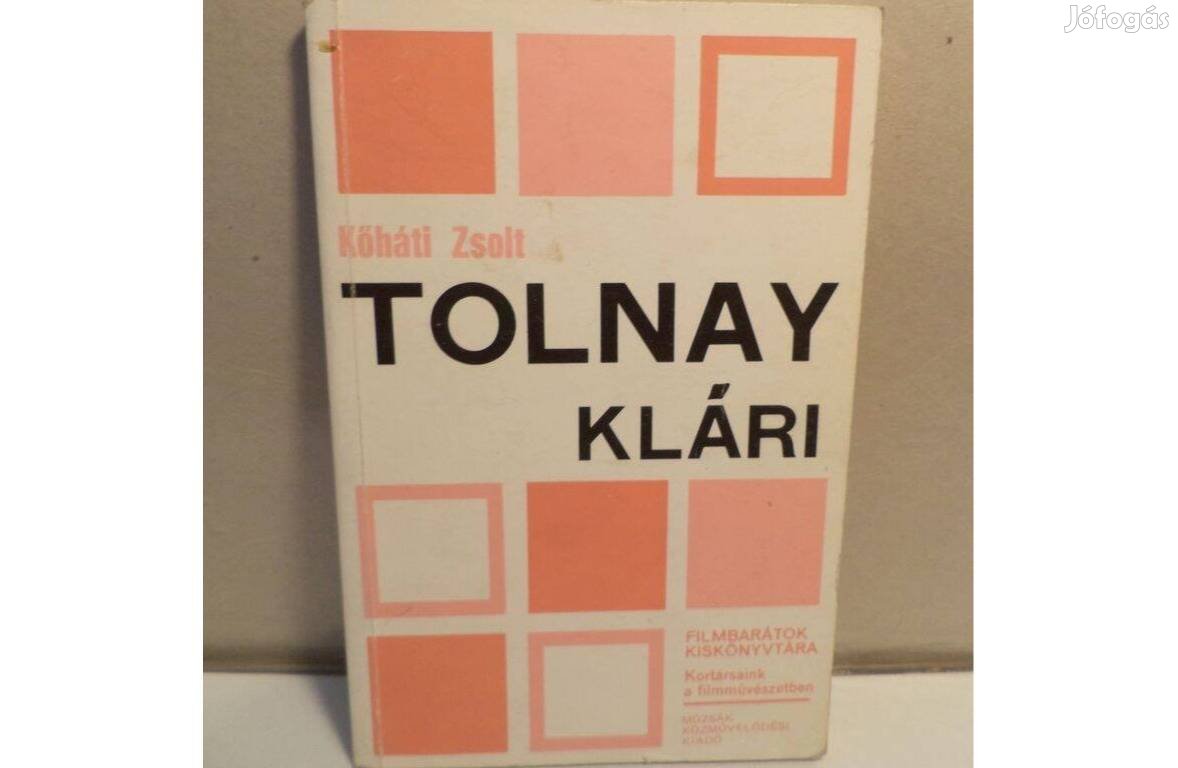 Jófogás
Kőháti Zsolt
TOLNAY
KLÁRI
FILMBARÁTOK
KISKÖNYVTÁRA
Kortársaink
a filmművészetben
MÚZSÁK
KÖZMŰVELŐDÉSI
KIADÓ